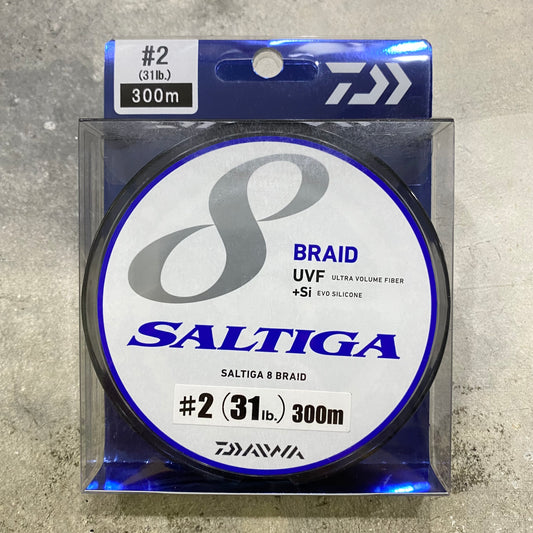 #2
(31lb.)
300m
8
BRAID
UVF ULTRA VOLUME FIBER
+Si EVO SILICONE
SALTIGA
SALTIGA 8 BRAID
#2 (31lb.) 300m
DAIWA